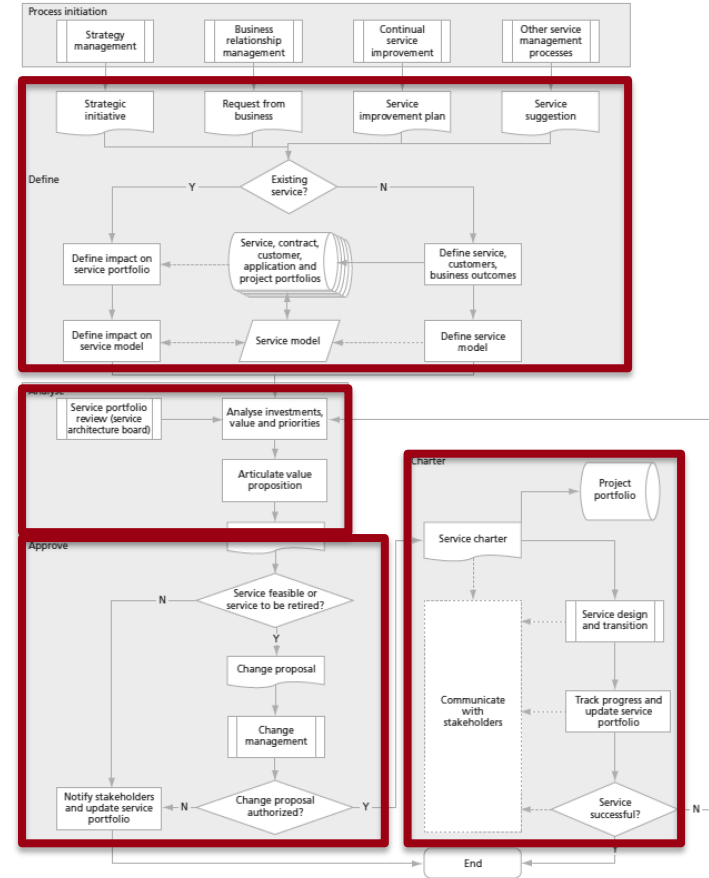 Process initiation
Strategy
management
Business
relationship
management
Continual
service
improvement
Other service
management
processes
Strategic
initiative
Request from
business
Service
improvement plan
Service
suggestion
Define
Existing
service?
Y
N
Define impact on
service portfolio
Service, contract,
customer,
application and
project portfolios
Define service,
customers,
business outcomes
Define impact on
service model
Service model
Define service
model
Analyse
Service portfolio
review (service
architecture board)
Analyse investments,
value and priorities
Articulate value
proposition
Approve
Service feasible or
service to be retired?
N
Y
Change proposal
Change
management
Change proposal
authorized?
N
Y
Notify stakeholders
and update service
portfolio
Charter
Project
portfolio
Service charter
Service design
and transition
Communicate
with
stakeholders
Track progress and
update service
portfolio
Service
successful?
N
Y
End